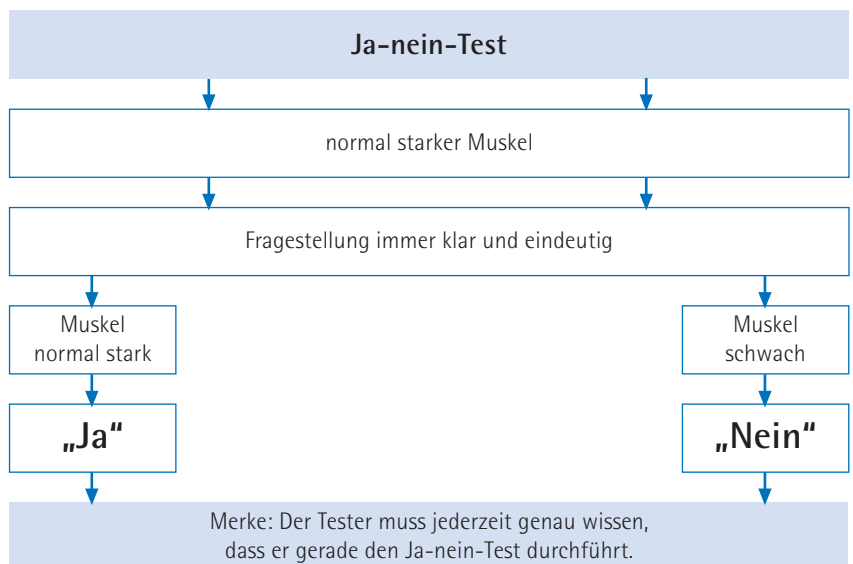 Ja-nein-Test
normal starker Muskel
Fragestellung immer klar und eindeutig
Muskel
normal stark
Muskel
schwach
„Ja“
„Nein“
Merke: Der Tester muss jederzeit genau wissen,
dass er gerade den Ja-nein-Test durchführt.